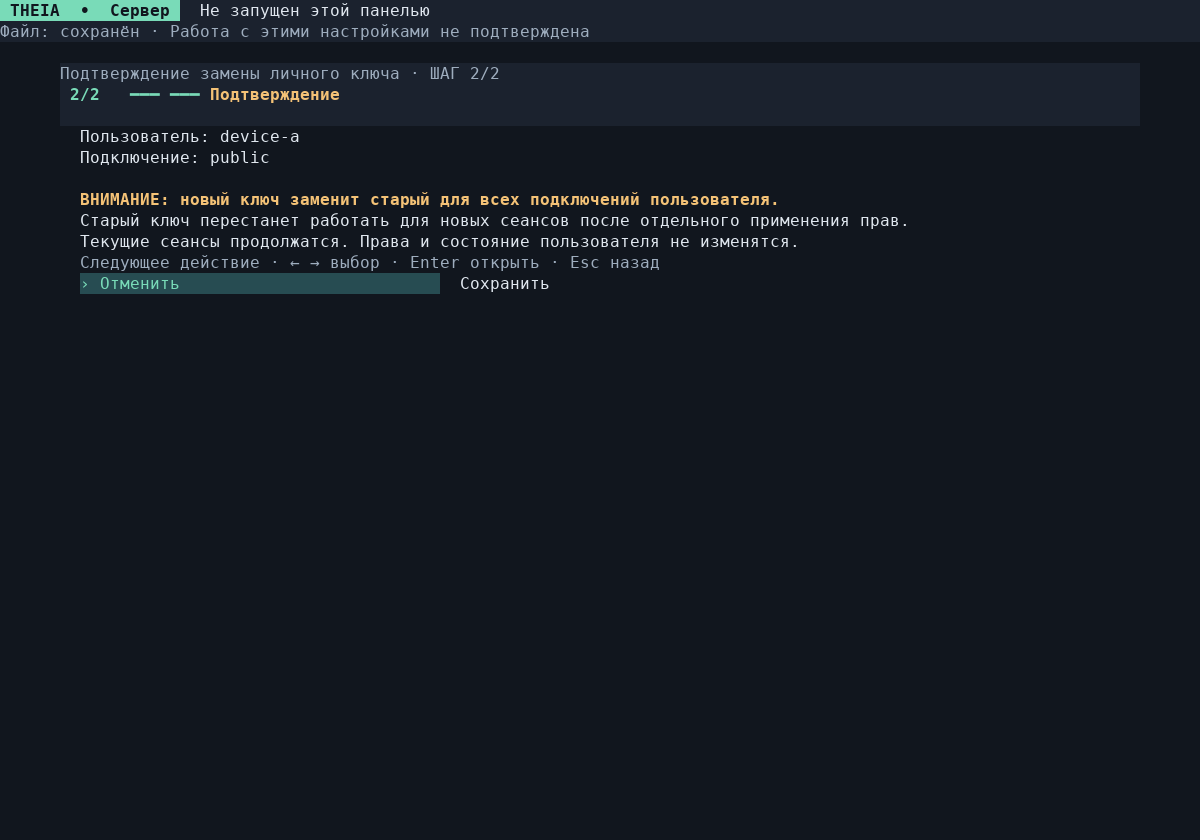 THEIA • Сервер Не запущен этой панелью
Файл: сохранён · Работа с этими настройками не подтверждена
Подтверждение замены личного ключа · ШАГ 2/2
2/2 ━━━ ━━━ Подтверждение
Пользователь: device-a
Подключение: public
ВНИМАНИЕ: новый ключ заменит старый для всех подключений пользователя.
Старый ключ перестанет работать для новых сеансов после отдельного применения прав.
Текущие сеансы продолжатся. Права и состояние пользователя не изменятся.
Следующее действие · ← → выбор · Enter открыть · Esc назад
› Отменить Сохранить